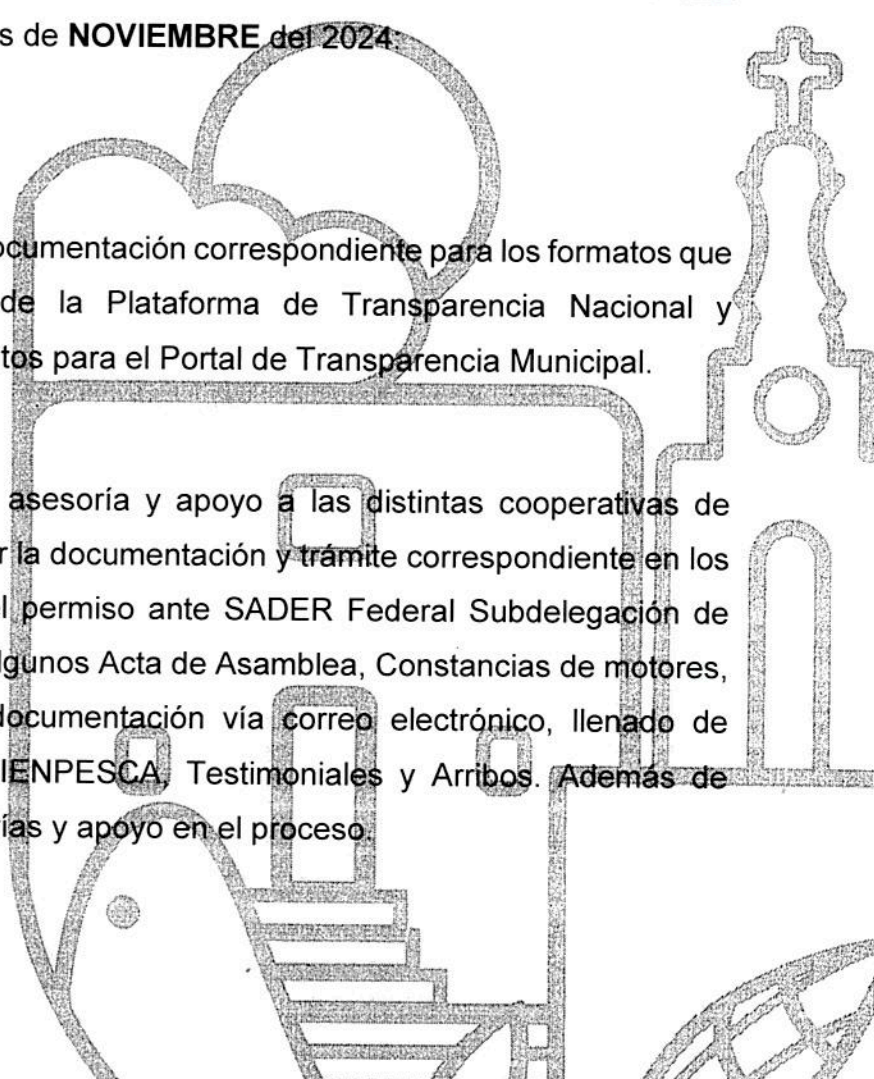 s de NOVIEMBRE del 2024:
ocumentación correspondiente para los formatos que
de la Plataforma de Transparencia Nacional y
tos para el Portal de Transparencia Municipal.
asesoría y apoyo a las distintas cooperativas de
r la documentación y trámite correspondiente en los
l permiso ante SADER Federal Subdelegación de
lgunos Acta de Asamblea, Constancias de motores,
documentación vía correo electrónico, llenado de
IENPESCA, Testimoniales y Arribos. Además de
rías y apoyo en el proceso.